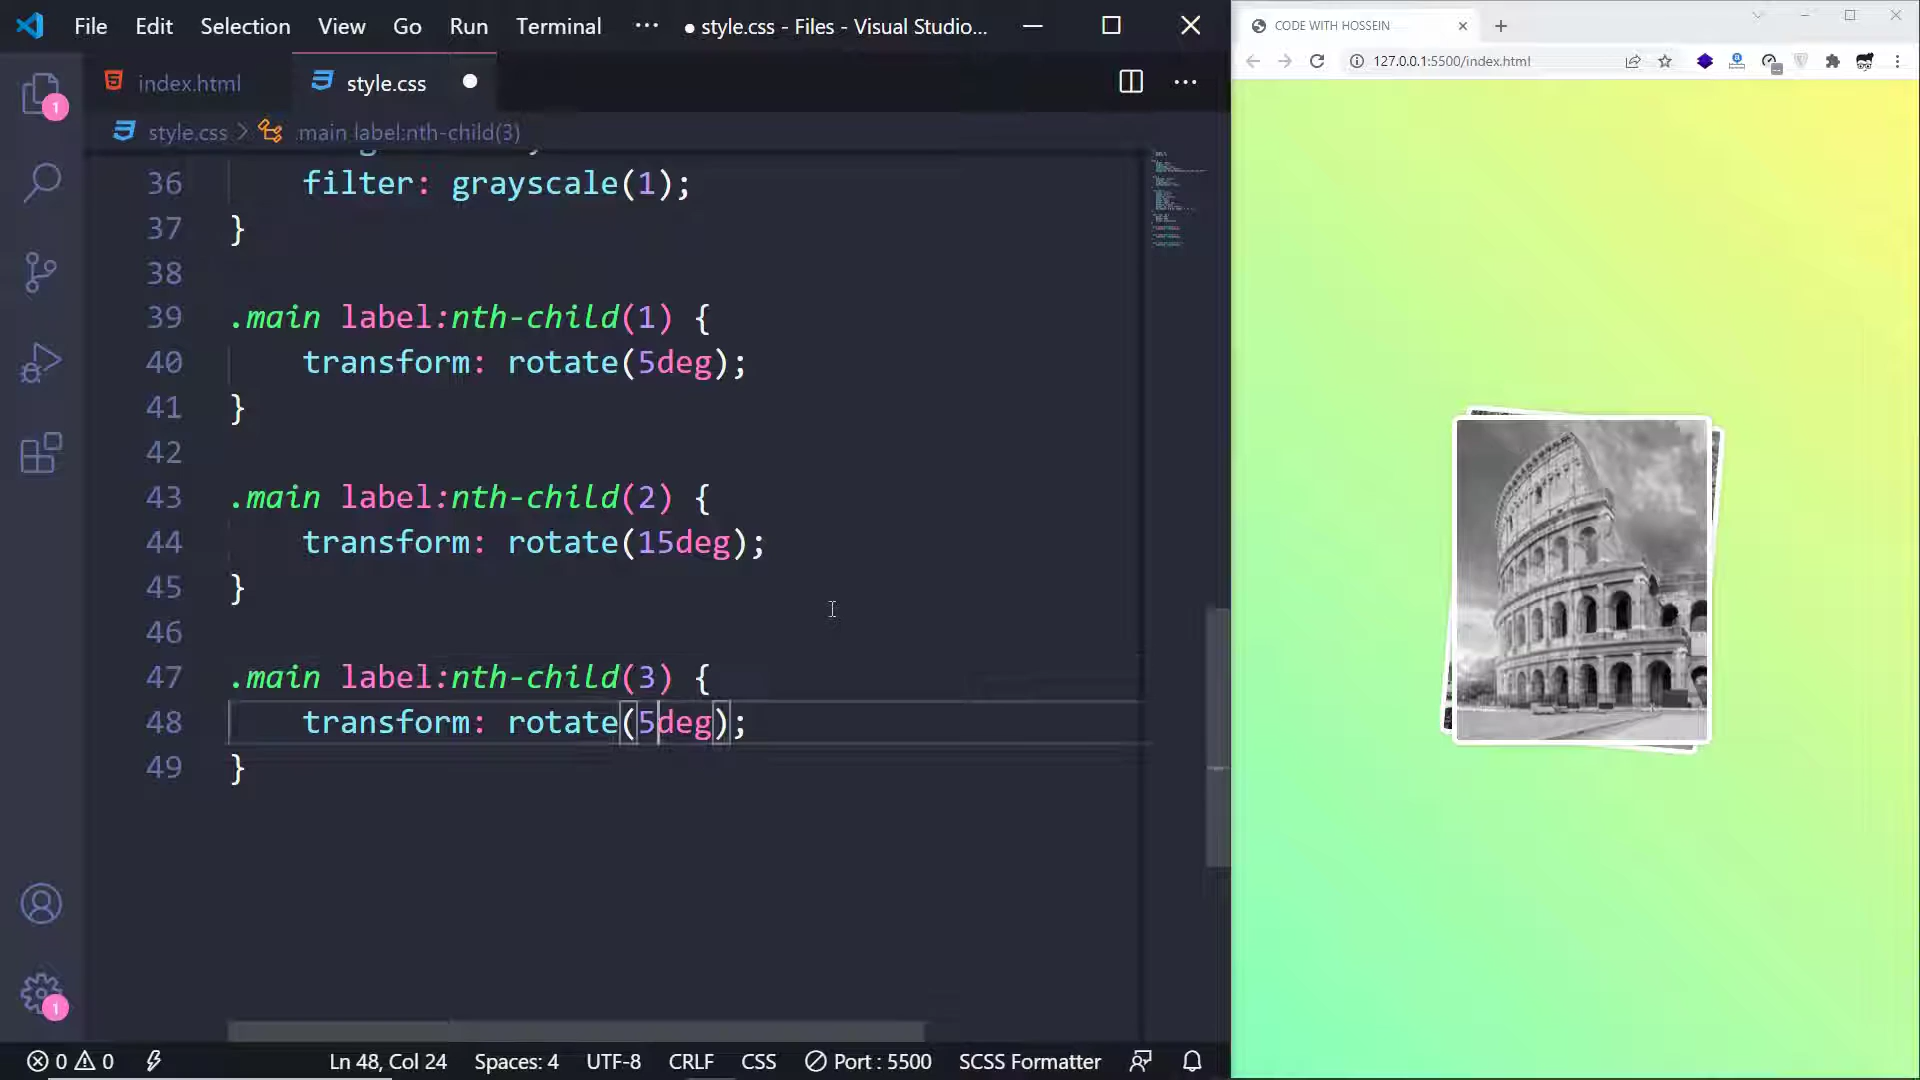 File Edit Selection View Go Run Terminal ··· ● style.css - Files - Visual Studio...
index.html
style.css
style.css > .main label:nth-child(3)
36 filter: grayscale(1);
37 }
38
39 .main label:nth-child(1) {
40 transform: rotate(5deg);
41 }
42
43 .main label:nth-child(2) {
44 transform: rotate(15deg);
45 }
46
47 .main label:nth-child(3) {
48 transform: rotate(5deg);
49 }
1
1
0 0
Ln 48, Col 24 Spaces: 4 UTF-8 CRLF CSS Port : 5500 SCSS Formatter
CODE WITH HOSSEIN
127.0.0.1:5500/index.html